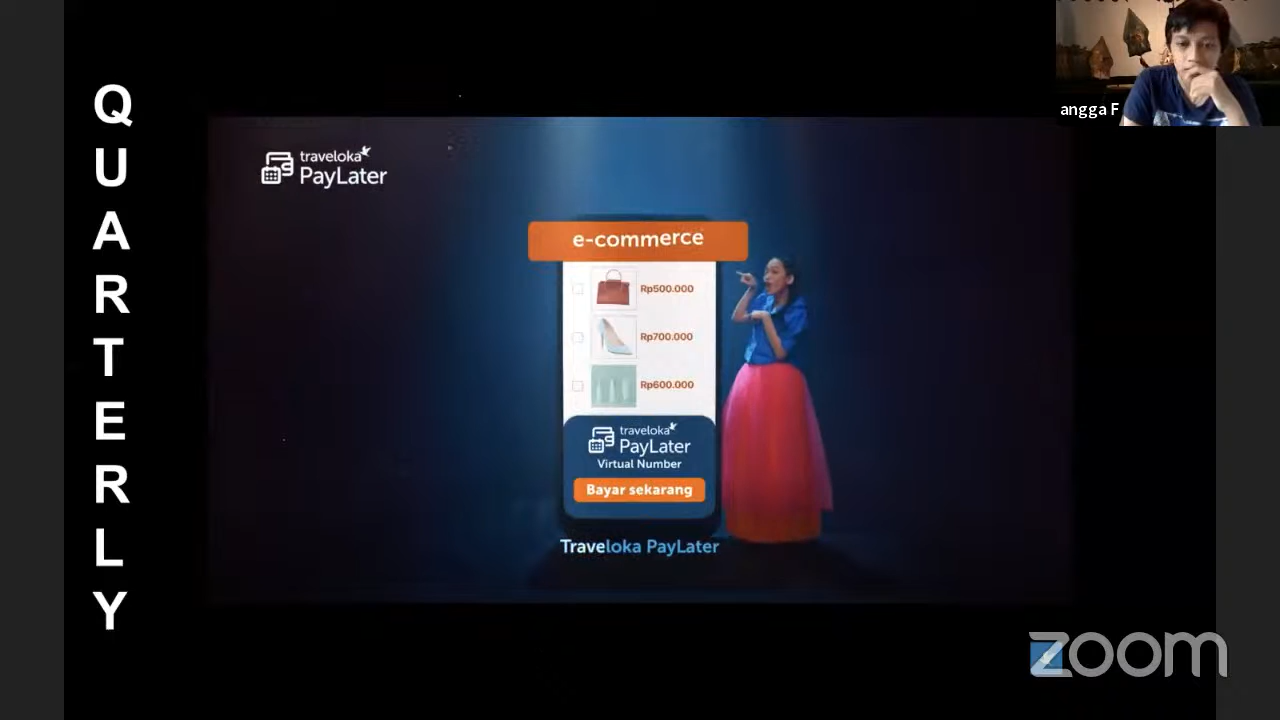 QUARTERLY
traveloka
PayLater
e-commerce
Rp500.000
Rp700.000
Rp600.000
traveloka
PayLater
Virtual Number
Bayar sekarang
Traveloka PayLater
angga F
zoom